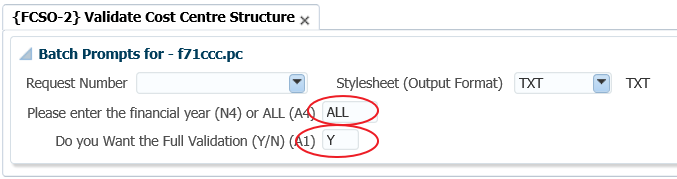 {FCSO-2} Validate Cost Centre Structure
Batch Prompts for - f71ccc.pc
Request Number Stylesheet (Output Format) TXT TXT
Please enter the financial year (N4) or ALL (A4) ALL
Do you Want the Full Validation (Y/N) (A1) Y